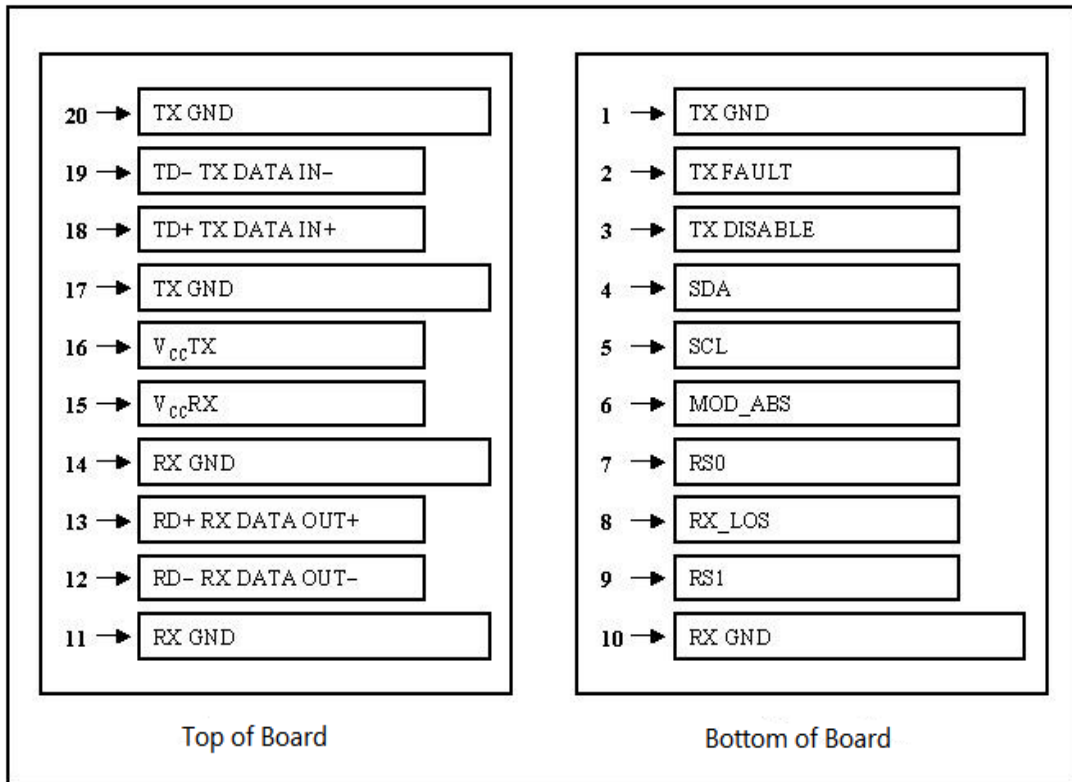 20 TX GND
19 TD– TX DATA IN–
18 TD+ TX DATA IN+
17 TX GND
16 VCCTX
15 VCCRX
14 RX GND
13 RD+ RX DATA OUT+
12 RD– RX DATA OUT–
11 RX GND
Top of Board
1 TX GND
2 TX FAULT
3 TX DISABLE
4 SDA
5 SCL
6 MOD_ABS
7 RS0
8 RX_LOS
9 RS1
10 RX GND
Bottom of Board